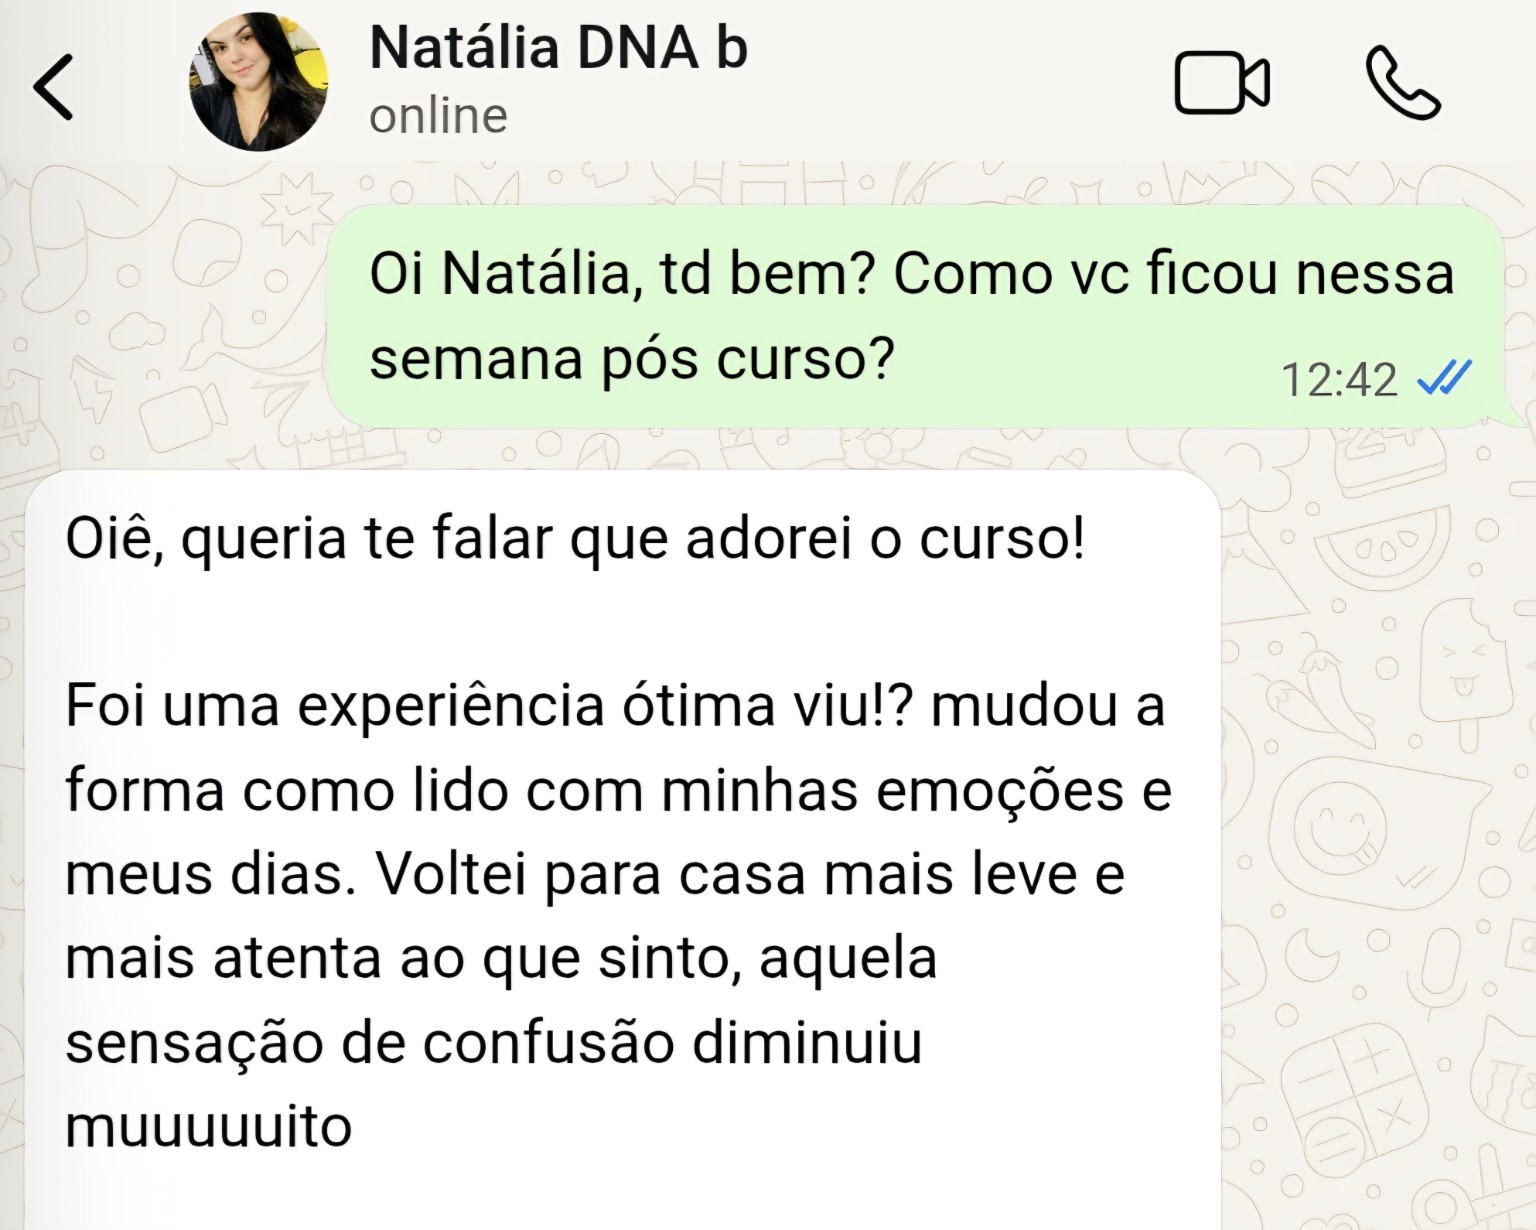 Natália DNA b
online
Oi Natália, td bem? Como vc ficou nessa
semana pós curso?
12:42
Oiê, queria te falar que adorei o curso!
Foi uma experiência ótima viu!? mudou a
forma como lido com minhas emoções e
meus dias. Voltei para casa mais leve e
mais atenta ao que sinto, aquela
sensação de confusão diminuiu
muuuuuito